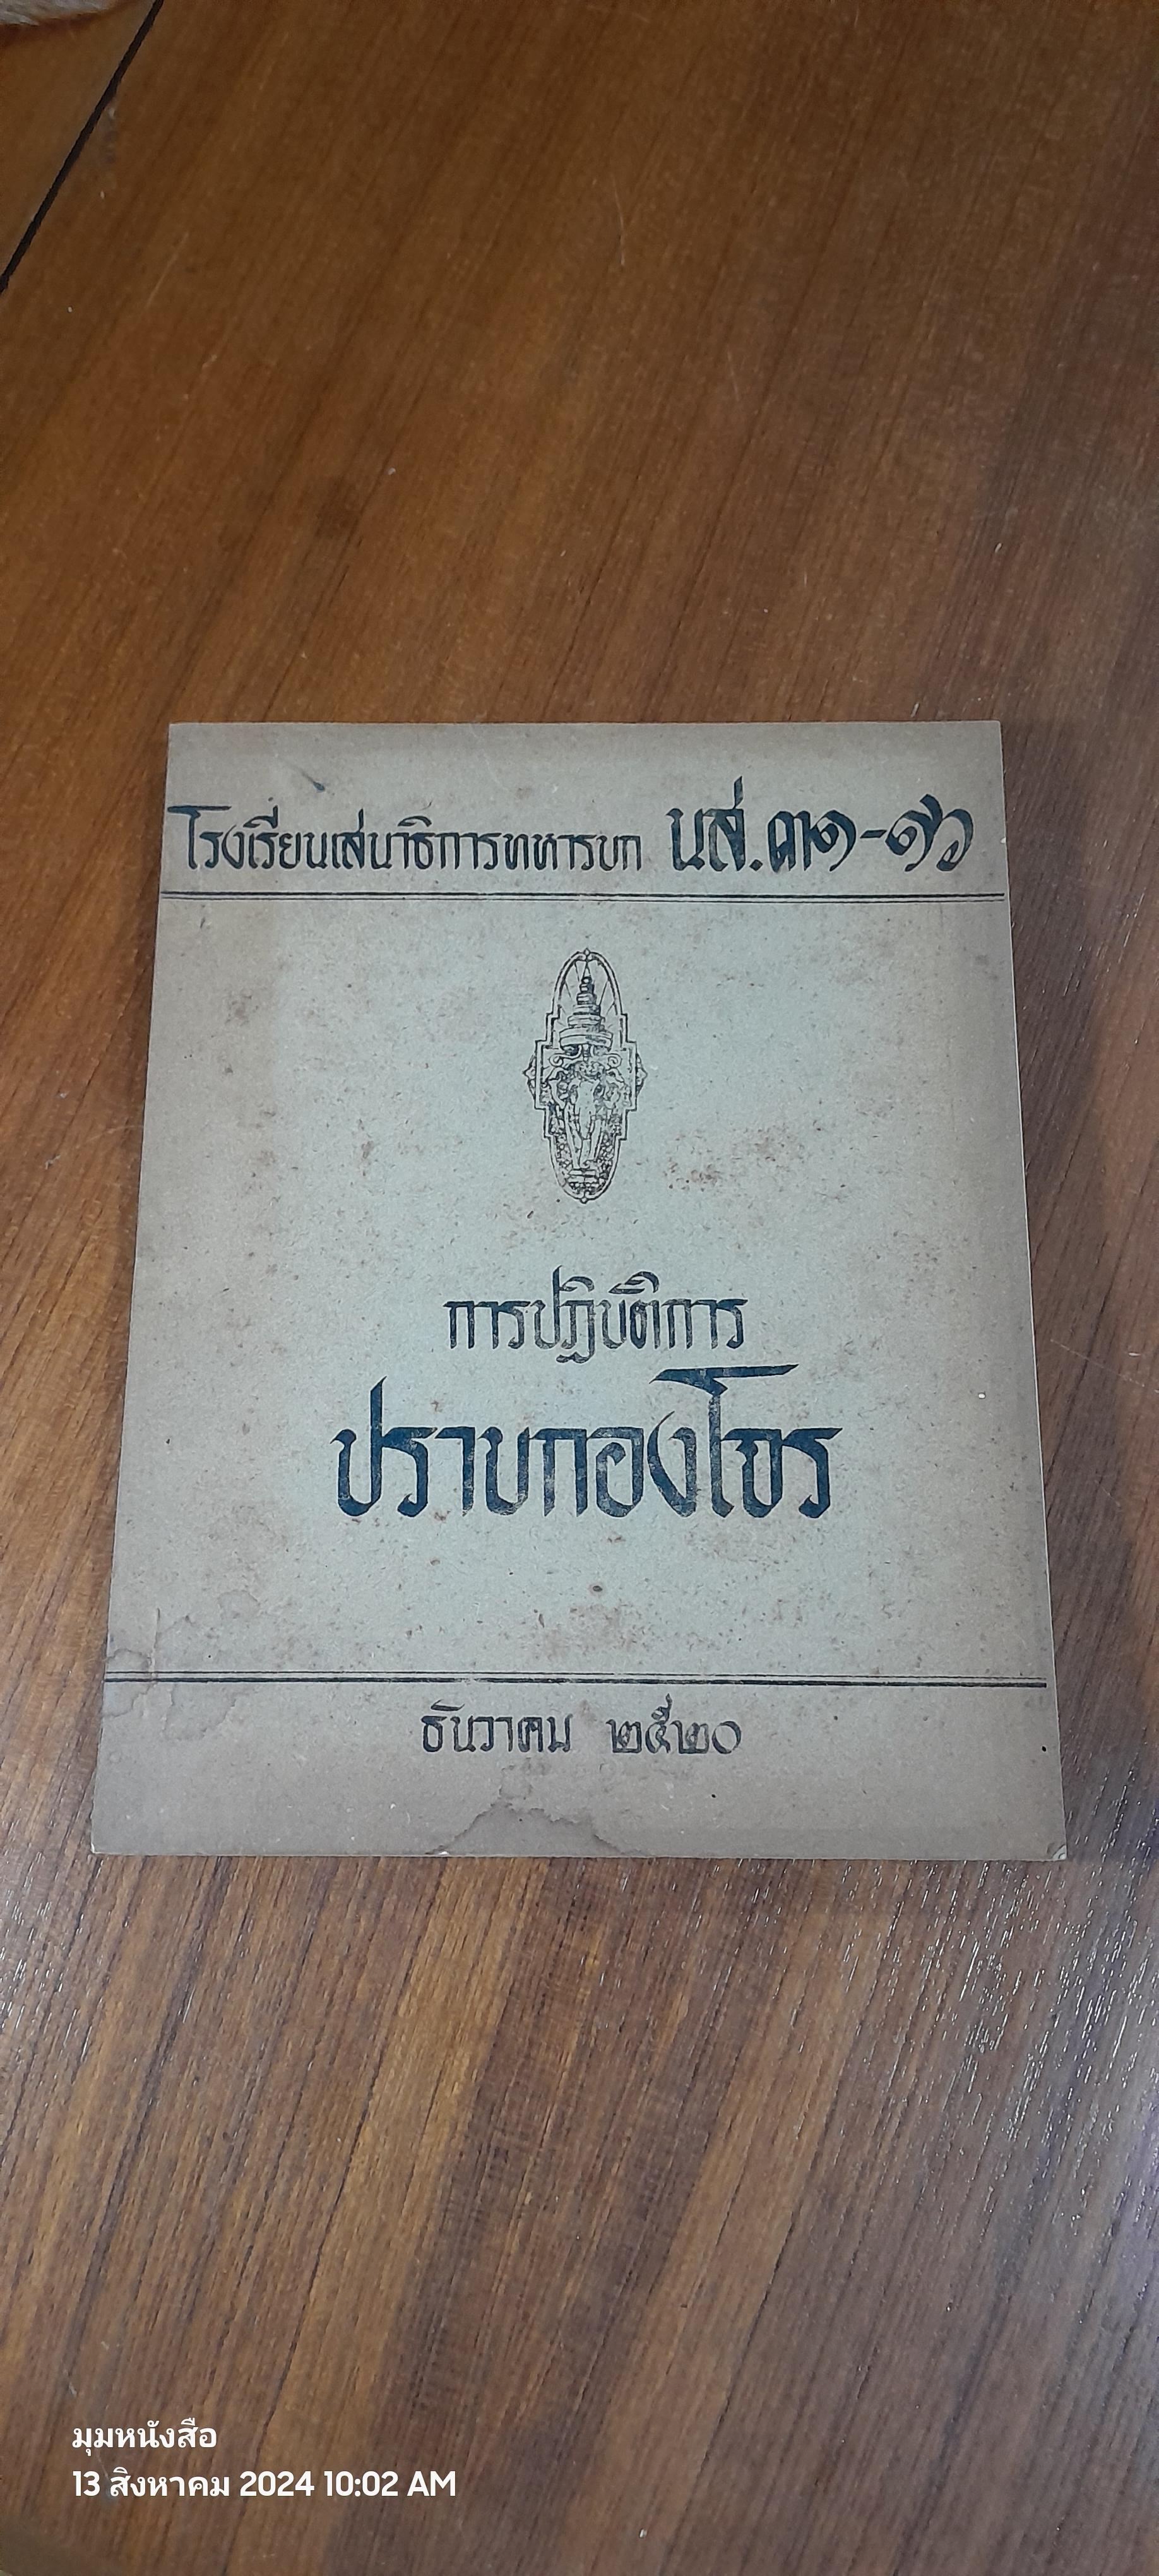 โรงเรียนเสนาธิการทหารบก นส.๓๑-๑๖
การปฏิบัติการ
ปราบกองโจร
ธันวาคม ๒๕๒๐
มุมหนังสือ
13 สิงหาคม 2024 10:02 AM